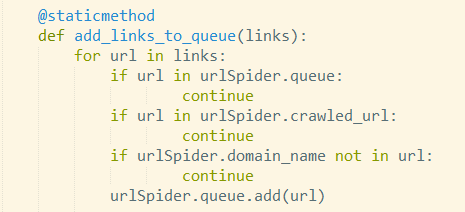 @staticmethod
def add_links_to_queue(links):
    for url in links:
        if url in urlSpider.queue:
                continue
        if url in urlSpider.crawled_url:
                continue
        if urlSpider.domain_name not in url:
                continue
        urlSpider.queue.add(url)